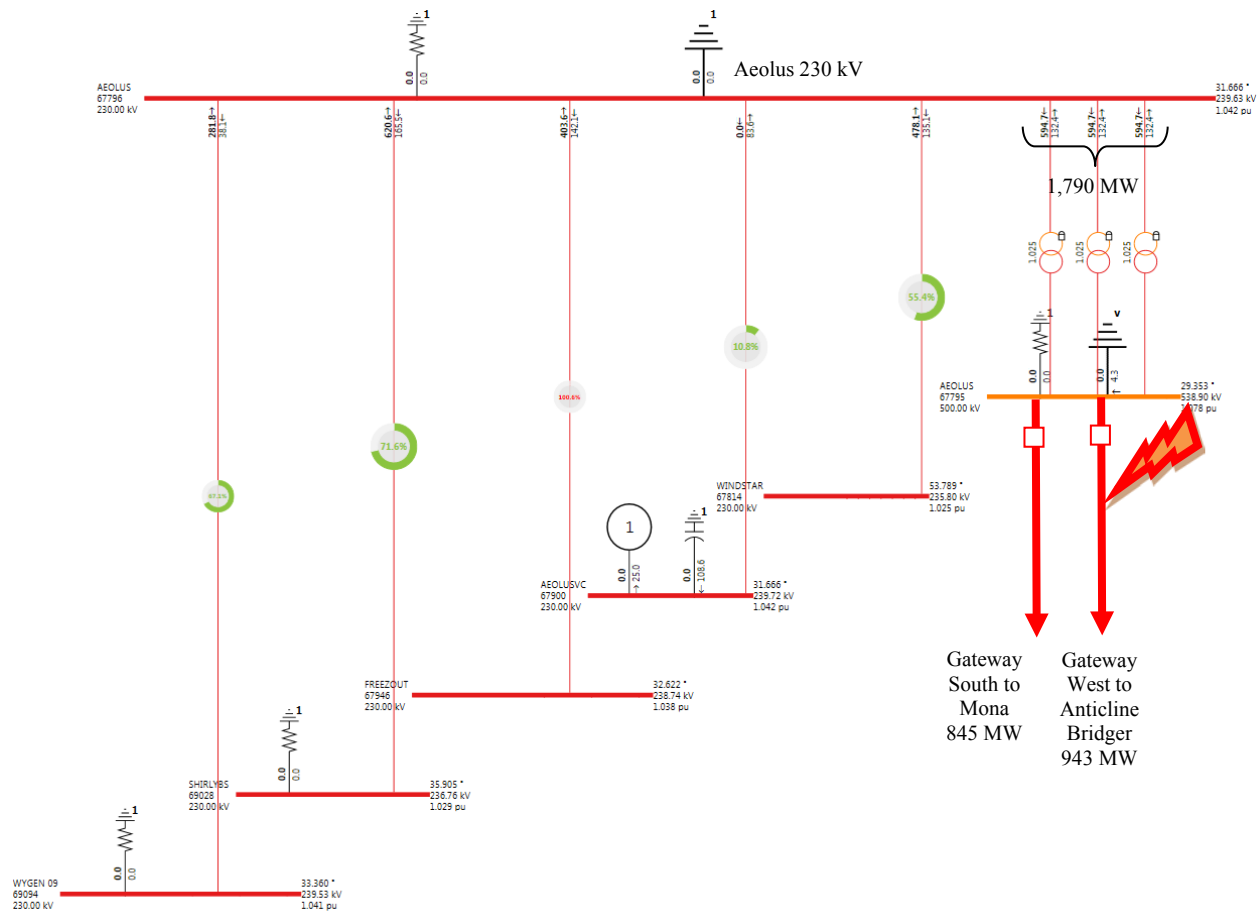 1
1
0.0
0.0
0.0
0.0
Aeolus 230 kV
AEOLUS
67796
230.00 kV
31.666 °
239.63 kV
1.042 pu
281.8→
38.1←
620.6→
165.5←
403.6→
142.1←
0.0←
83.6→
478.1→
135.1←
594.7←
132.4→
594.7←
132.4→
594.7←
132.4→
1,790 MW
1.025
1.025
1.025
55.4%
10.8%
1
v
0.0
0.0
0.0
4.3
→
AEOLUS
67795
500.00 kV
29.353 °
538.90 kV
1.078 pu
100.6%
71.6%
WINDSTAR
67814
230.00 kV
53.789 °
235.80 kV
1.025 pu
1
1
0.0
→ 25.0
0.0
← 108.6
AEOLUSVC
67900
230.00 kV
31.666 °
239.72 kV
1.042 pu
Gateway
South to
Mona
845 MW
Gateway
West to
Anticline
Bridger
943 MW
FREEZOUT
67946
230.00 kV
32.622 °
238.74 kV
1.038 pu
1
0.0
0.0
SHIRLYBS
69028
230.00 kV
35.905 °
236.76 kV
1.029 pu
1
0.0
0.0
WYGEN 09
69094
230.00 kV
33.360 °
239.53 kV
1.041 pu